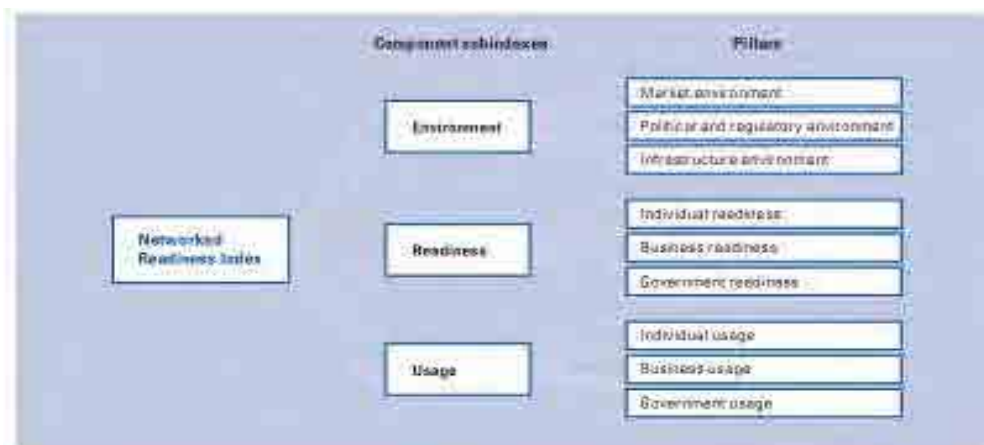 Component subindexes
Pillars
Environment
Market environment
Political and regulatory environment
Infrastructure environment
Networked
Readiness Index
Readiness
Individual readiness
Business readiness
Government readiness
Usage
Individual usage
Business usage
Government usage